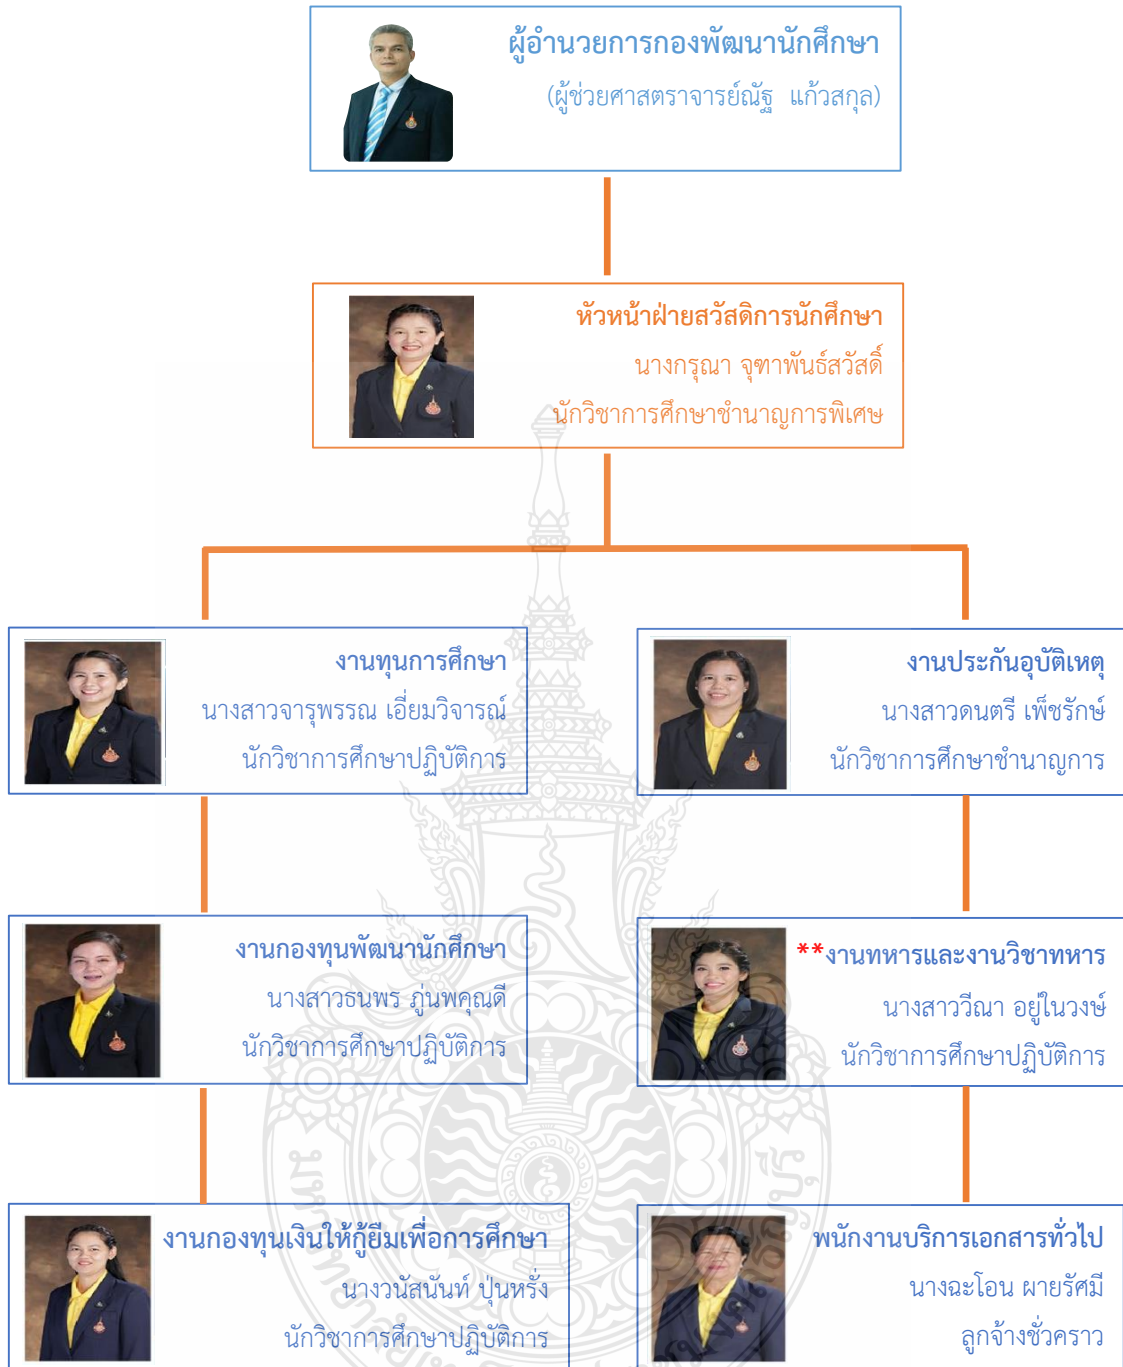 ผู้อำนวยการกองพัฒนานักศึกษา
(ผู้ช่วยศาสตราจารย์ณัฐ แก้วสกุล)
หัวหน้าฝ่ายสวัสดิการนักศึกษา
นางกรุณา จุฑาพันธ์สวัสดิ์
นักวิชาการศึกษาชำนาญการพิเศษ
งานทุนการศึกษา
นางสาวจารุพรรณ เอี่ยมวิจารณ์
นักวิชาการศึกษาปฏิบัติการ
งานประกันอุบัติเหตุ
นางสาวดนตรี เพ็ชรักษ์
นักวิชาการศึกษาชำนาญการ
งานกองทุนพัฒนานักศึกษา
นางสาวธนพร ภู่นพคุณดี
นักวิชาการศึกษาปฏิบัติการ
**งานทหารและงานวิชาทหาร
นางสาววีณา อยู่ในวงษ์
นักวิชาการศึกษาปฏิบัติการ
งานกองทุนเงินให้กู้ยืมเพื่อการศึกษา
นางวนัสนันท์ ปุ่นหรั่ง
นักวิชาการศึกษาปฏิบัติการ
พนักงานบริการเอกสารทั่วไป
นางฉะโอน ผายรัศมี
ลูกจ้างชั่วคราว